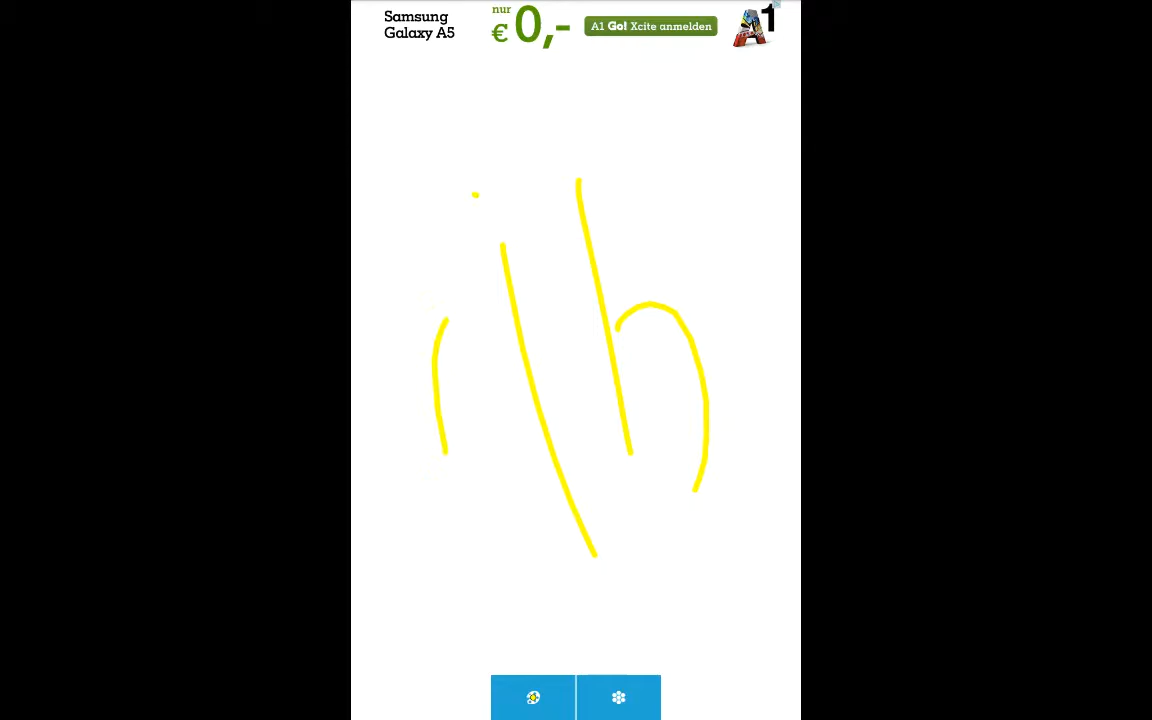 Samsung
Galaxy A5
nur
€ 0,-
A1 Go! Xcite anmelden
A1